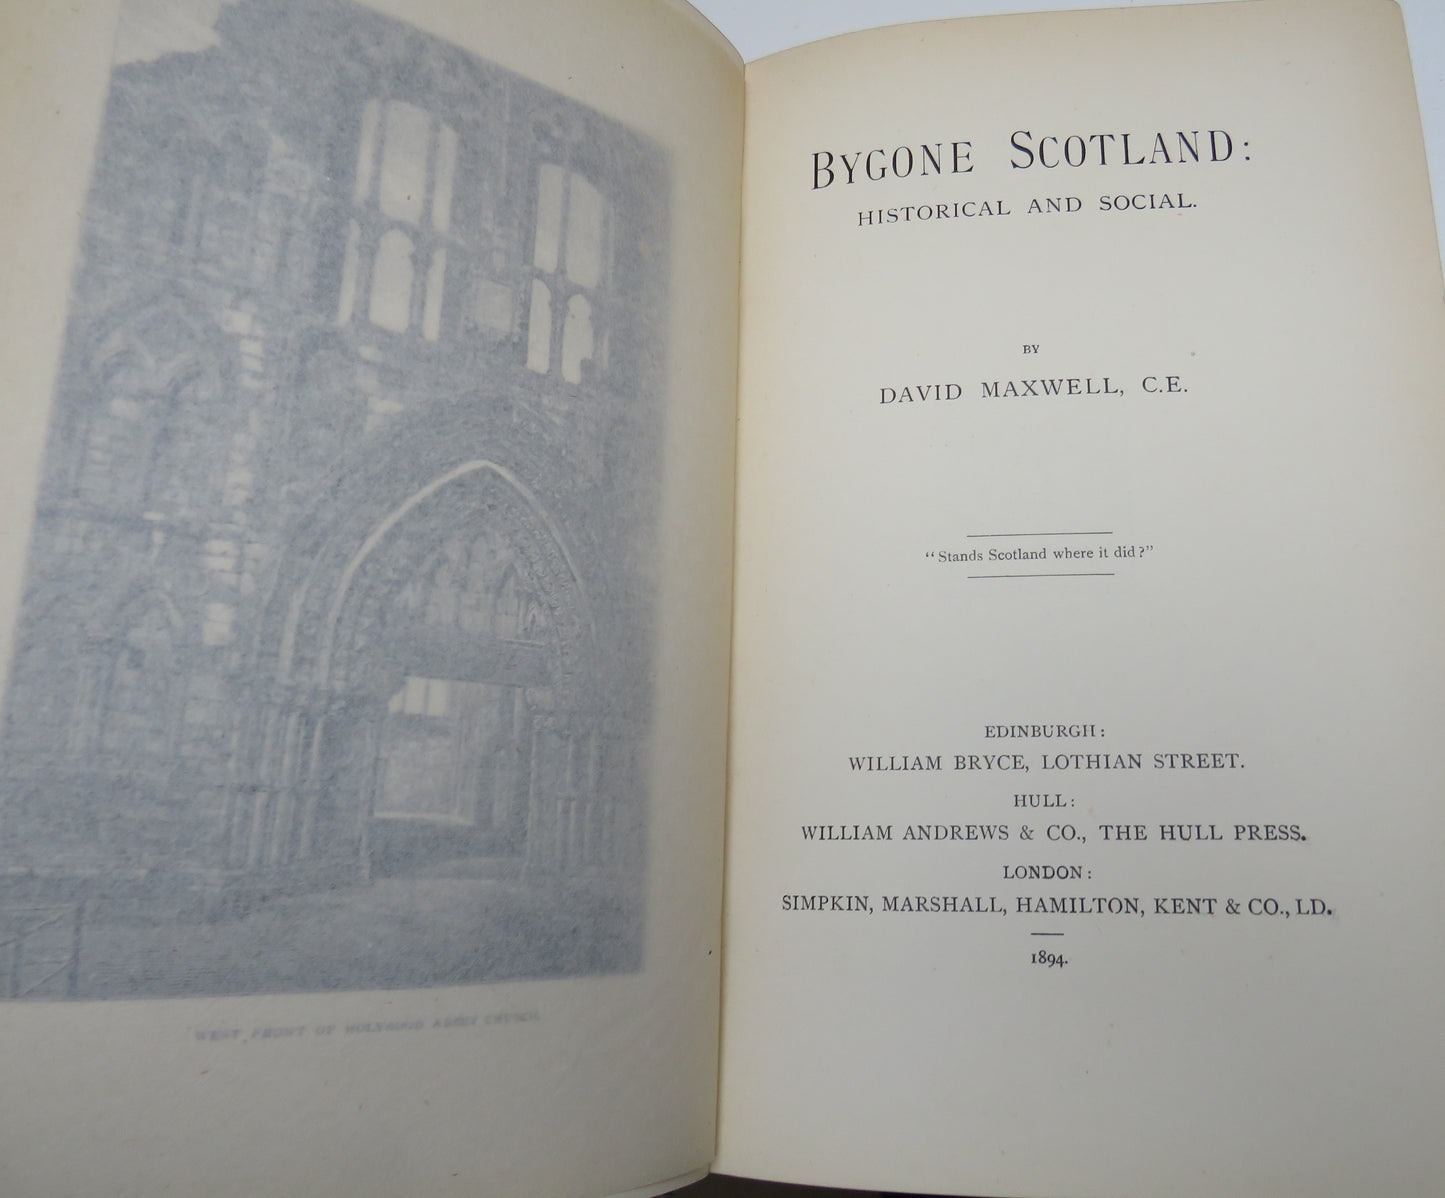 WEST FRONT OF HOLYROOD ABBEY CHURCH.
BYGONE SCOTLAND:
HISTORICAL AND SOCIAL.
BY
DAVID MAXWELL, C.E.
"Stands Scotland where it did?"
EDINBURGH:
WILLIAM BRYCE, LOTHIAN STREET.
HULL:
WILLIAM ANDREWS & CO., THE HULL PRESS.
LONDON:
SIMPKIN, MARSHALL, HAMILTON, KENT & CO., LD.
1894.